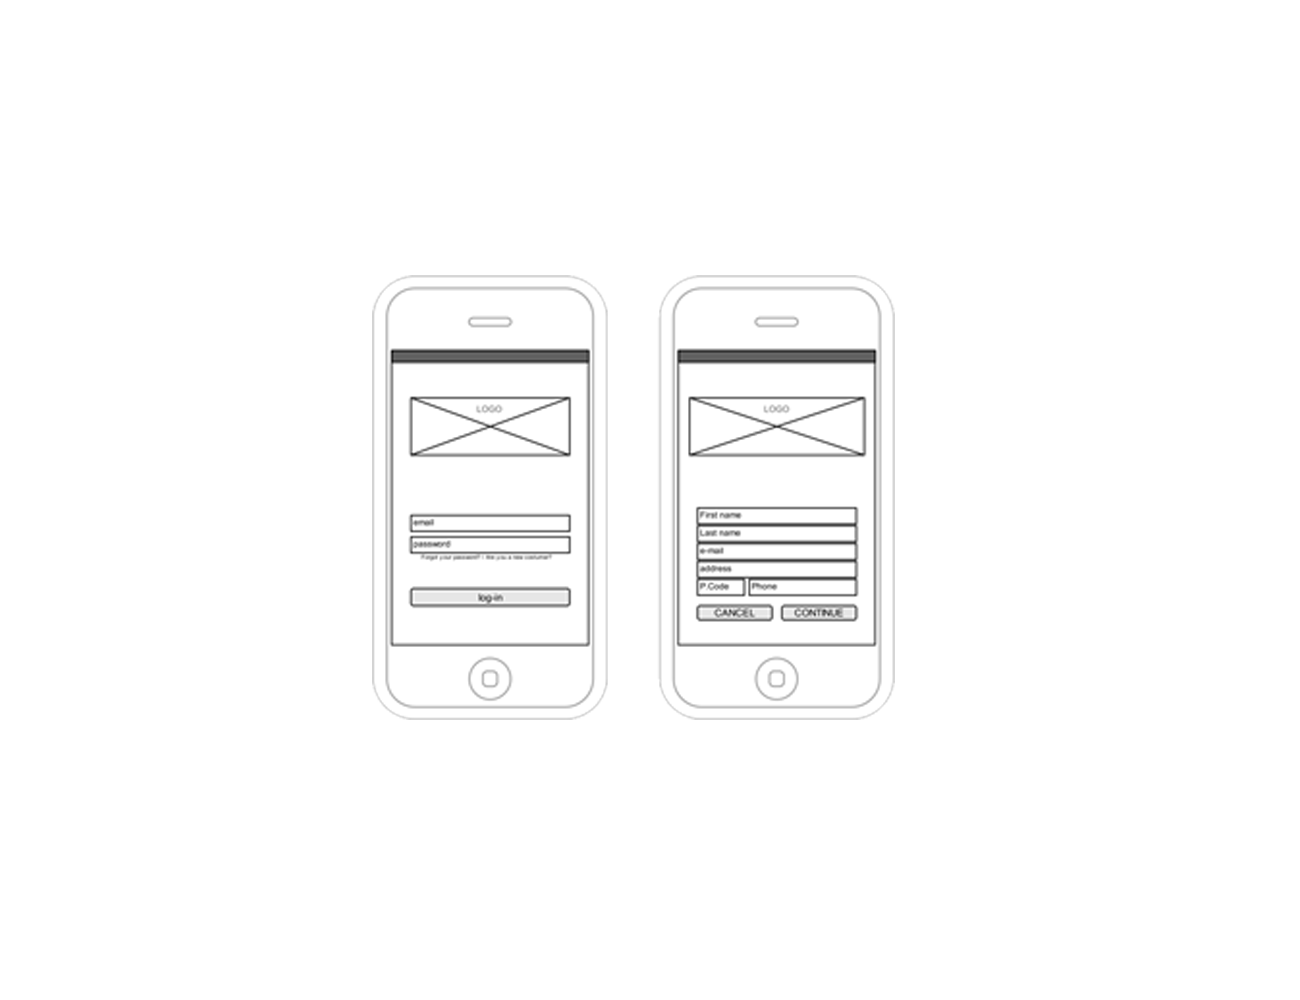 LOGO
email
password
Forgot your password? / Are you a new costumer?
log-in
LOGO
First name
Last name
e-mail
address
P.Code
Phone
CANCEL
CONTINUE